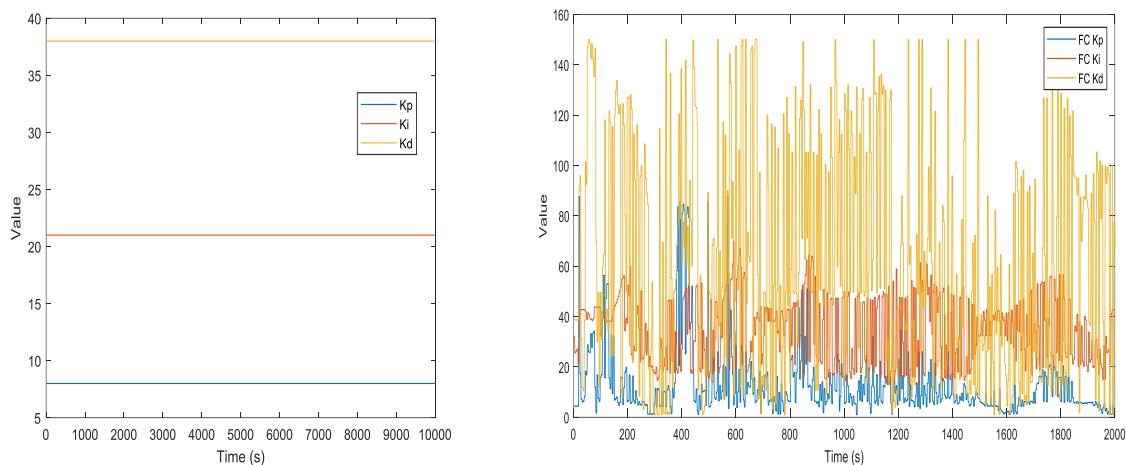 40
35
30
25
20
15
10
5
Value
0 1000 2000 3000 4000 5000 6000 7000 8000 9000 10000
Time (s)
Kp
Ki
Kd
160
140
120
100
80
60
40
20
0
Value
0 200 400 600 800 1000 1200 1400 1600 1800 2000
Time (s)
FC Kp
FC Ki
FC Kd